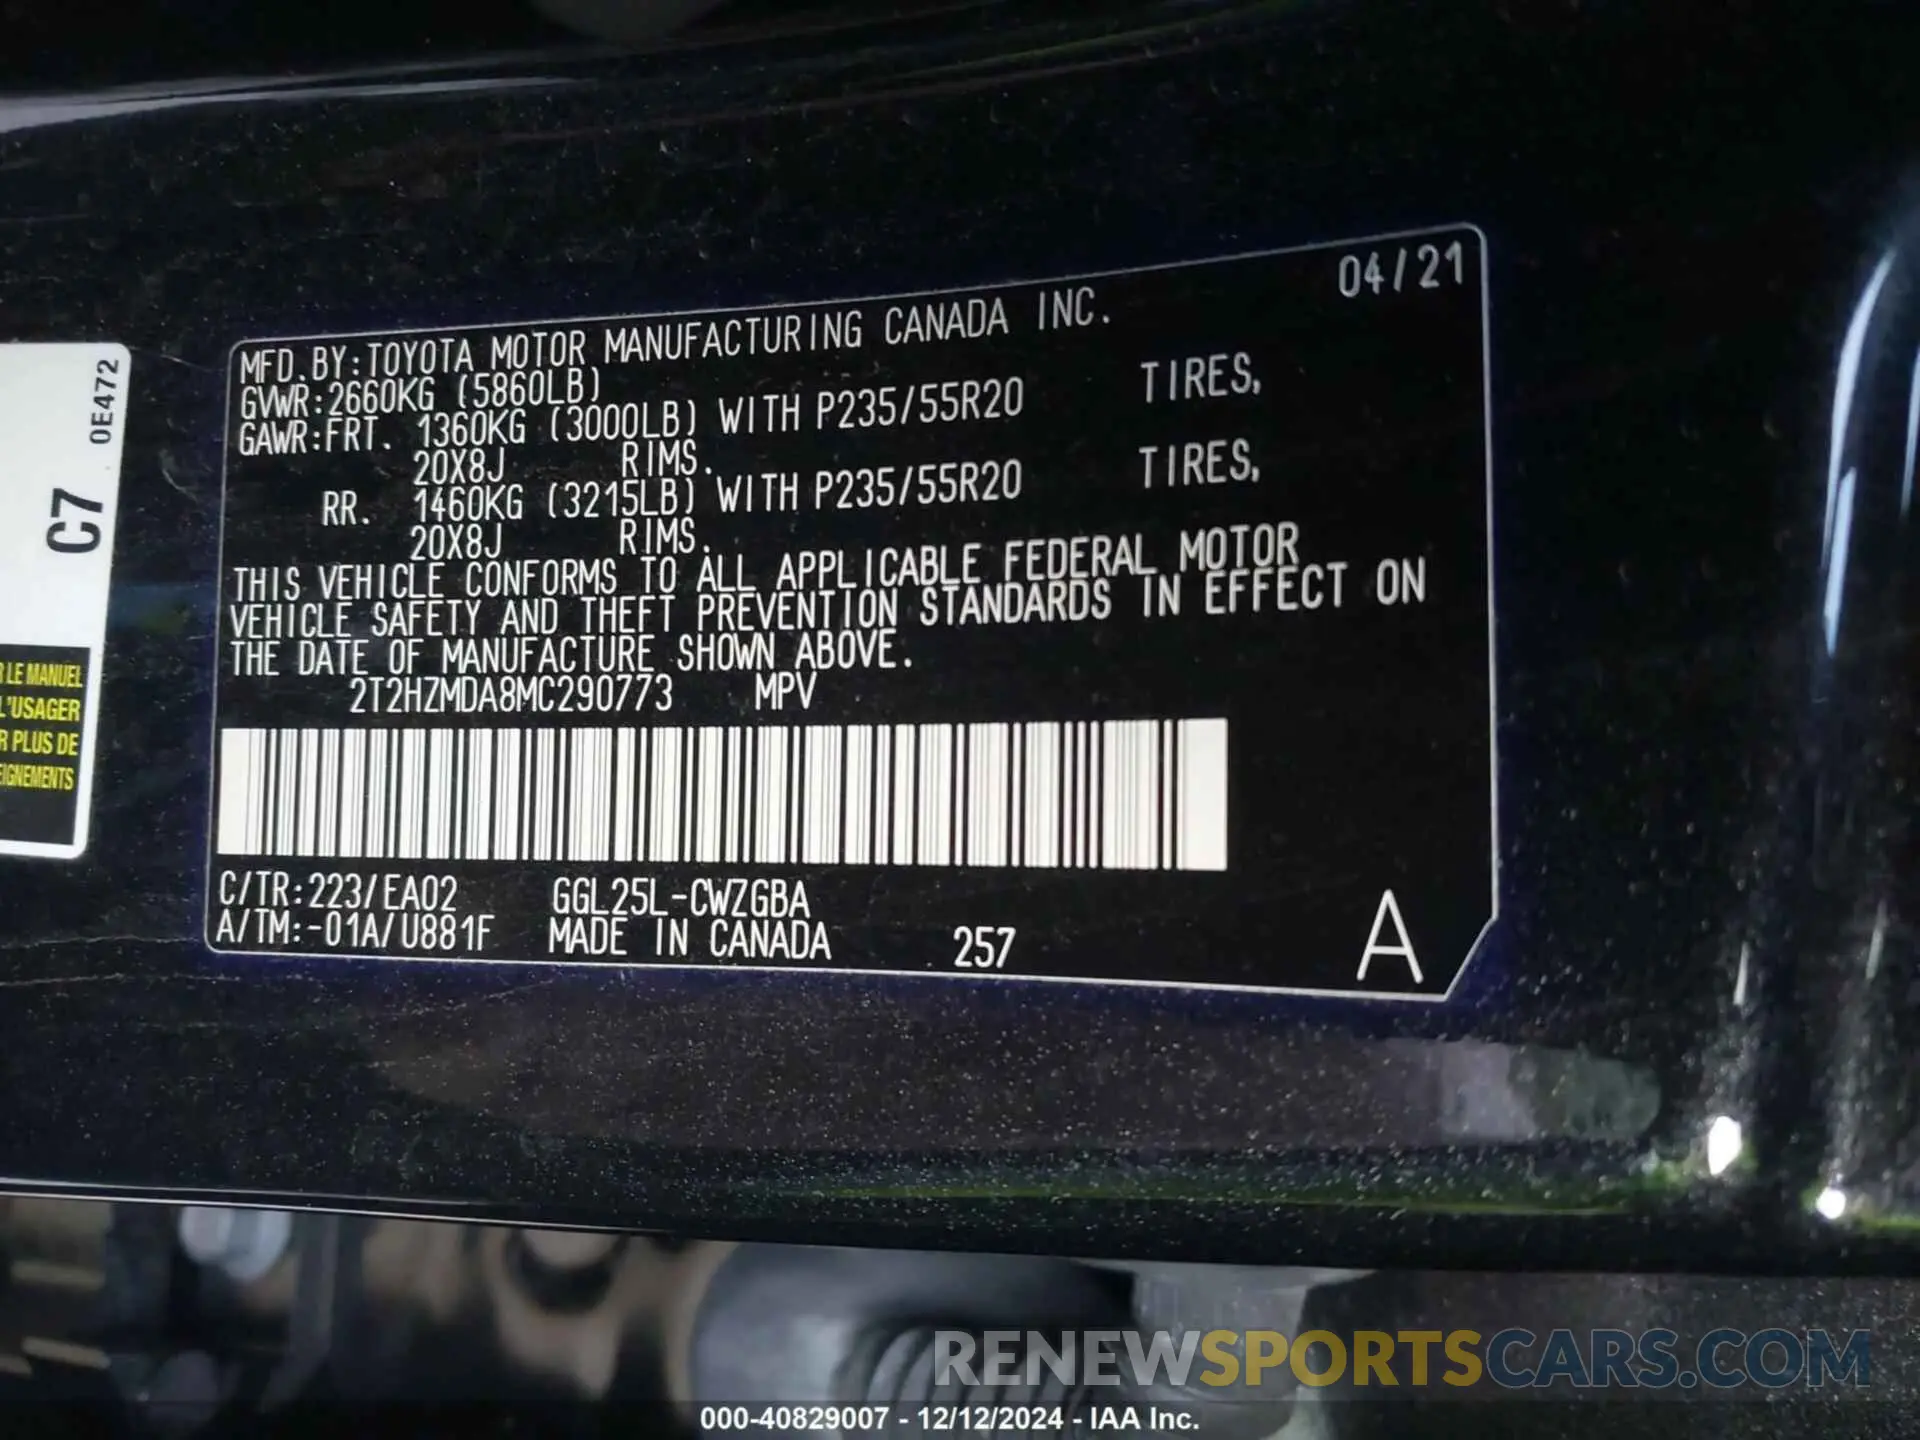 04/21
MFD.BY:TOYOTA MOTOR MANUFACTURING CANADA INC.
GVWR:2660KG (5860LB)
GAWR:FRT. 1360KG (3000LB) WITH P235/55R20 TIRES,
20X8J RIMS.
RR. 1460KG (3215LB) WITH P235/55R20 TIRES,
20X8J RIMS.
THIS VEHICLE CONFORMS TO ALL APPLICABLE FEDERAL MOTOR
VEHICLE SAFETY AND THEFT PREVENTION STANDARDS IN EFFECT ON
THE DATE OF MANUFACTURE SHOWN ABOVE.
2T2HZMDA8MC290773 MPV
C/TR:223/EA02 GGL25L-CWZGBA
A/TM:-01A/U881F MADE IN CANADA 257
A
0E472
C7
LE MANUEL
L'USAGER
PLUS DE
RENEWSPORTSCARS.COM
000-40829007 - 12/12/2024 - IAA Inc.